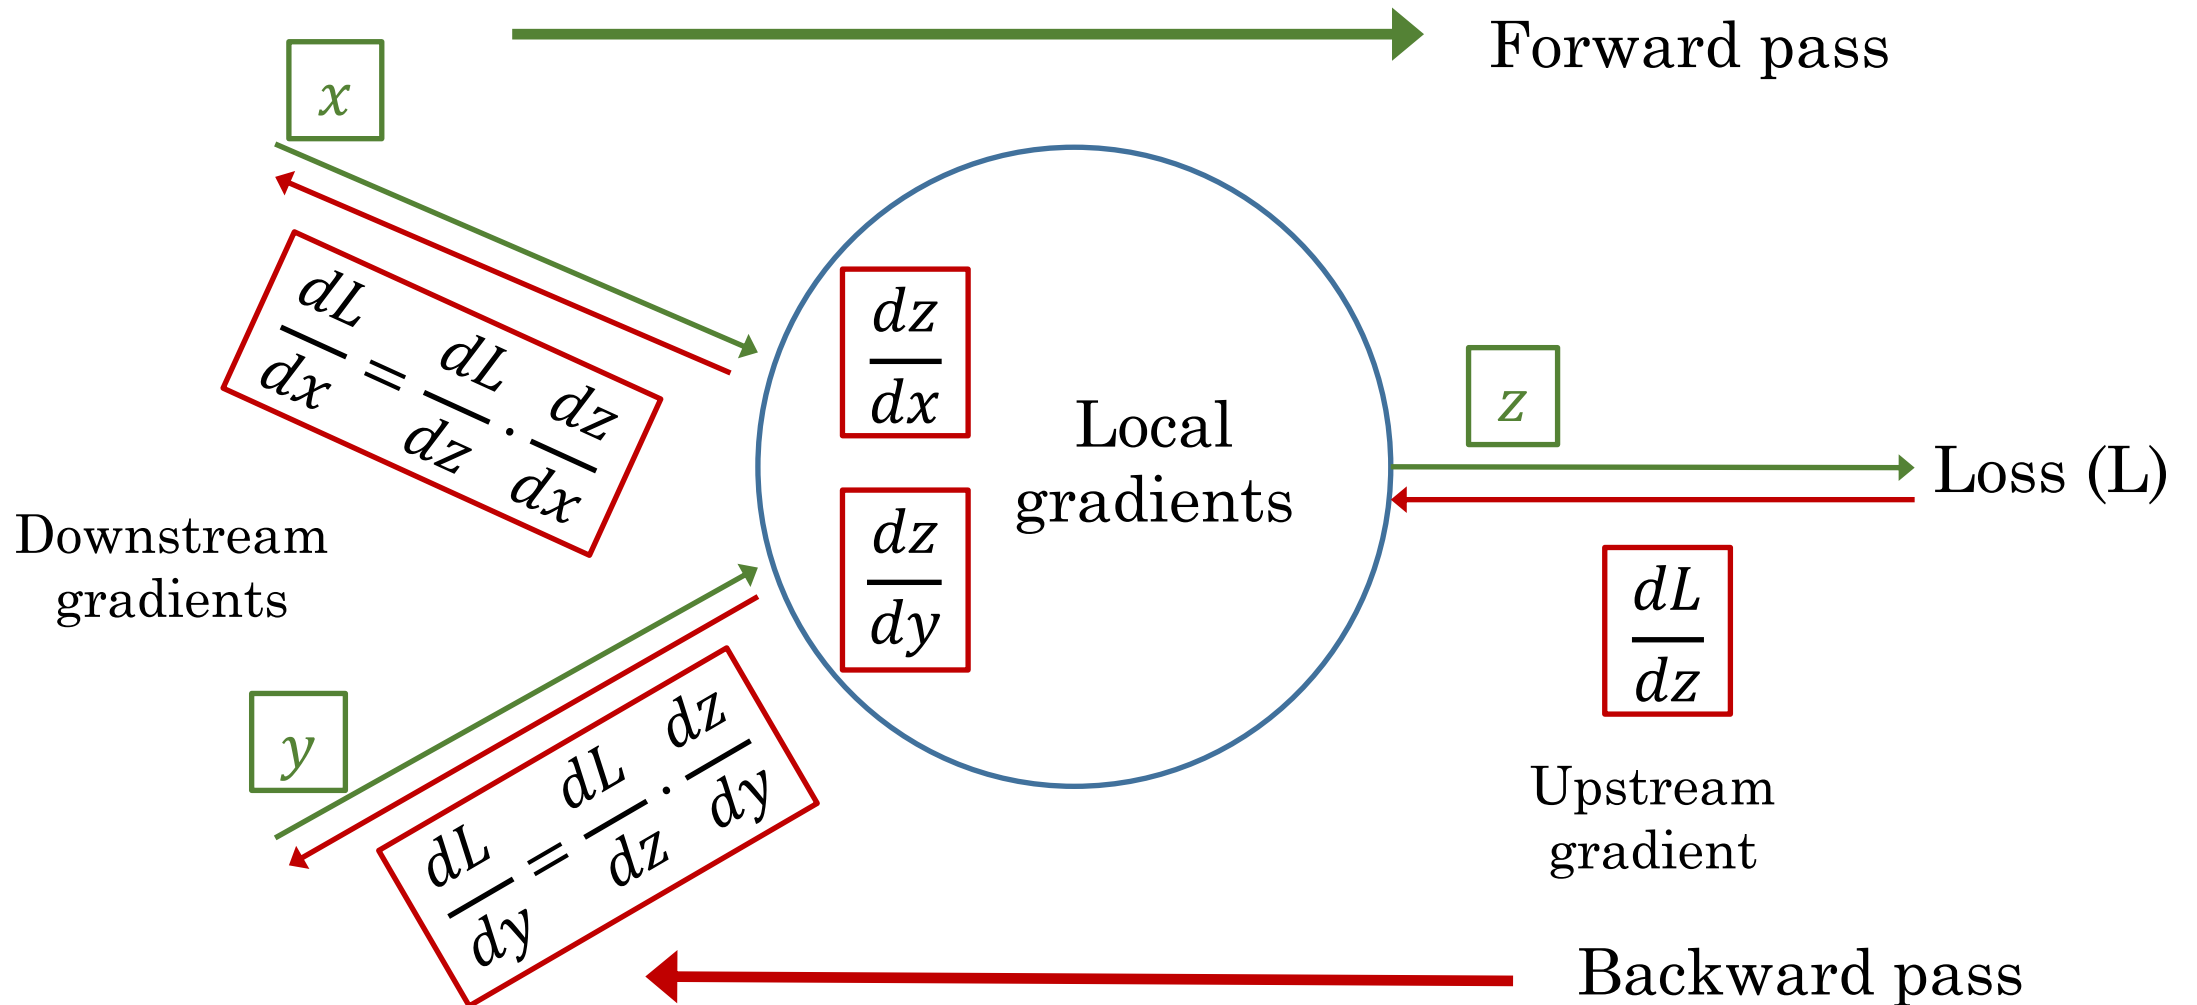 Forward pass
x
dL/dx = dL/dz · dz/dx
dz/dx
Local
gradients
z
Loss (L)
Downstream
gradients
dz/dy
dL/dz
y
dL/dy = dL/dz · dz/dy
Upstream
gradient
Backward pass